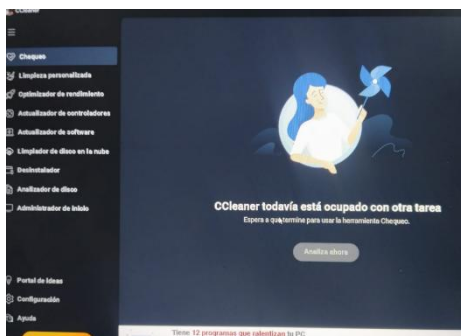 CCleaner
Chequeo
Limpieza personalizada
Optimizador de rendimiento
Actualizador de controladores
Actualizador de software
Limpiador de disco en la nube
Desinstalador
Analizador de disco
Administrador de inicio
CCleaner todavía está ocupado con otra tarea
Espera a que termine para usar la herramienta Chequeo.
Analiza ahora
Portal de ideas
Configuración
Ayuda
Tiene 12 programas que ralentizan tu PC